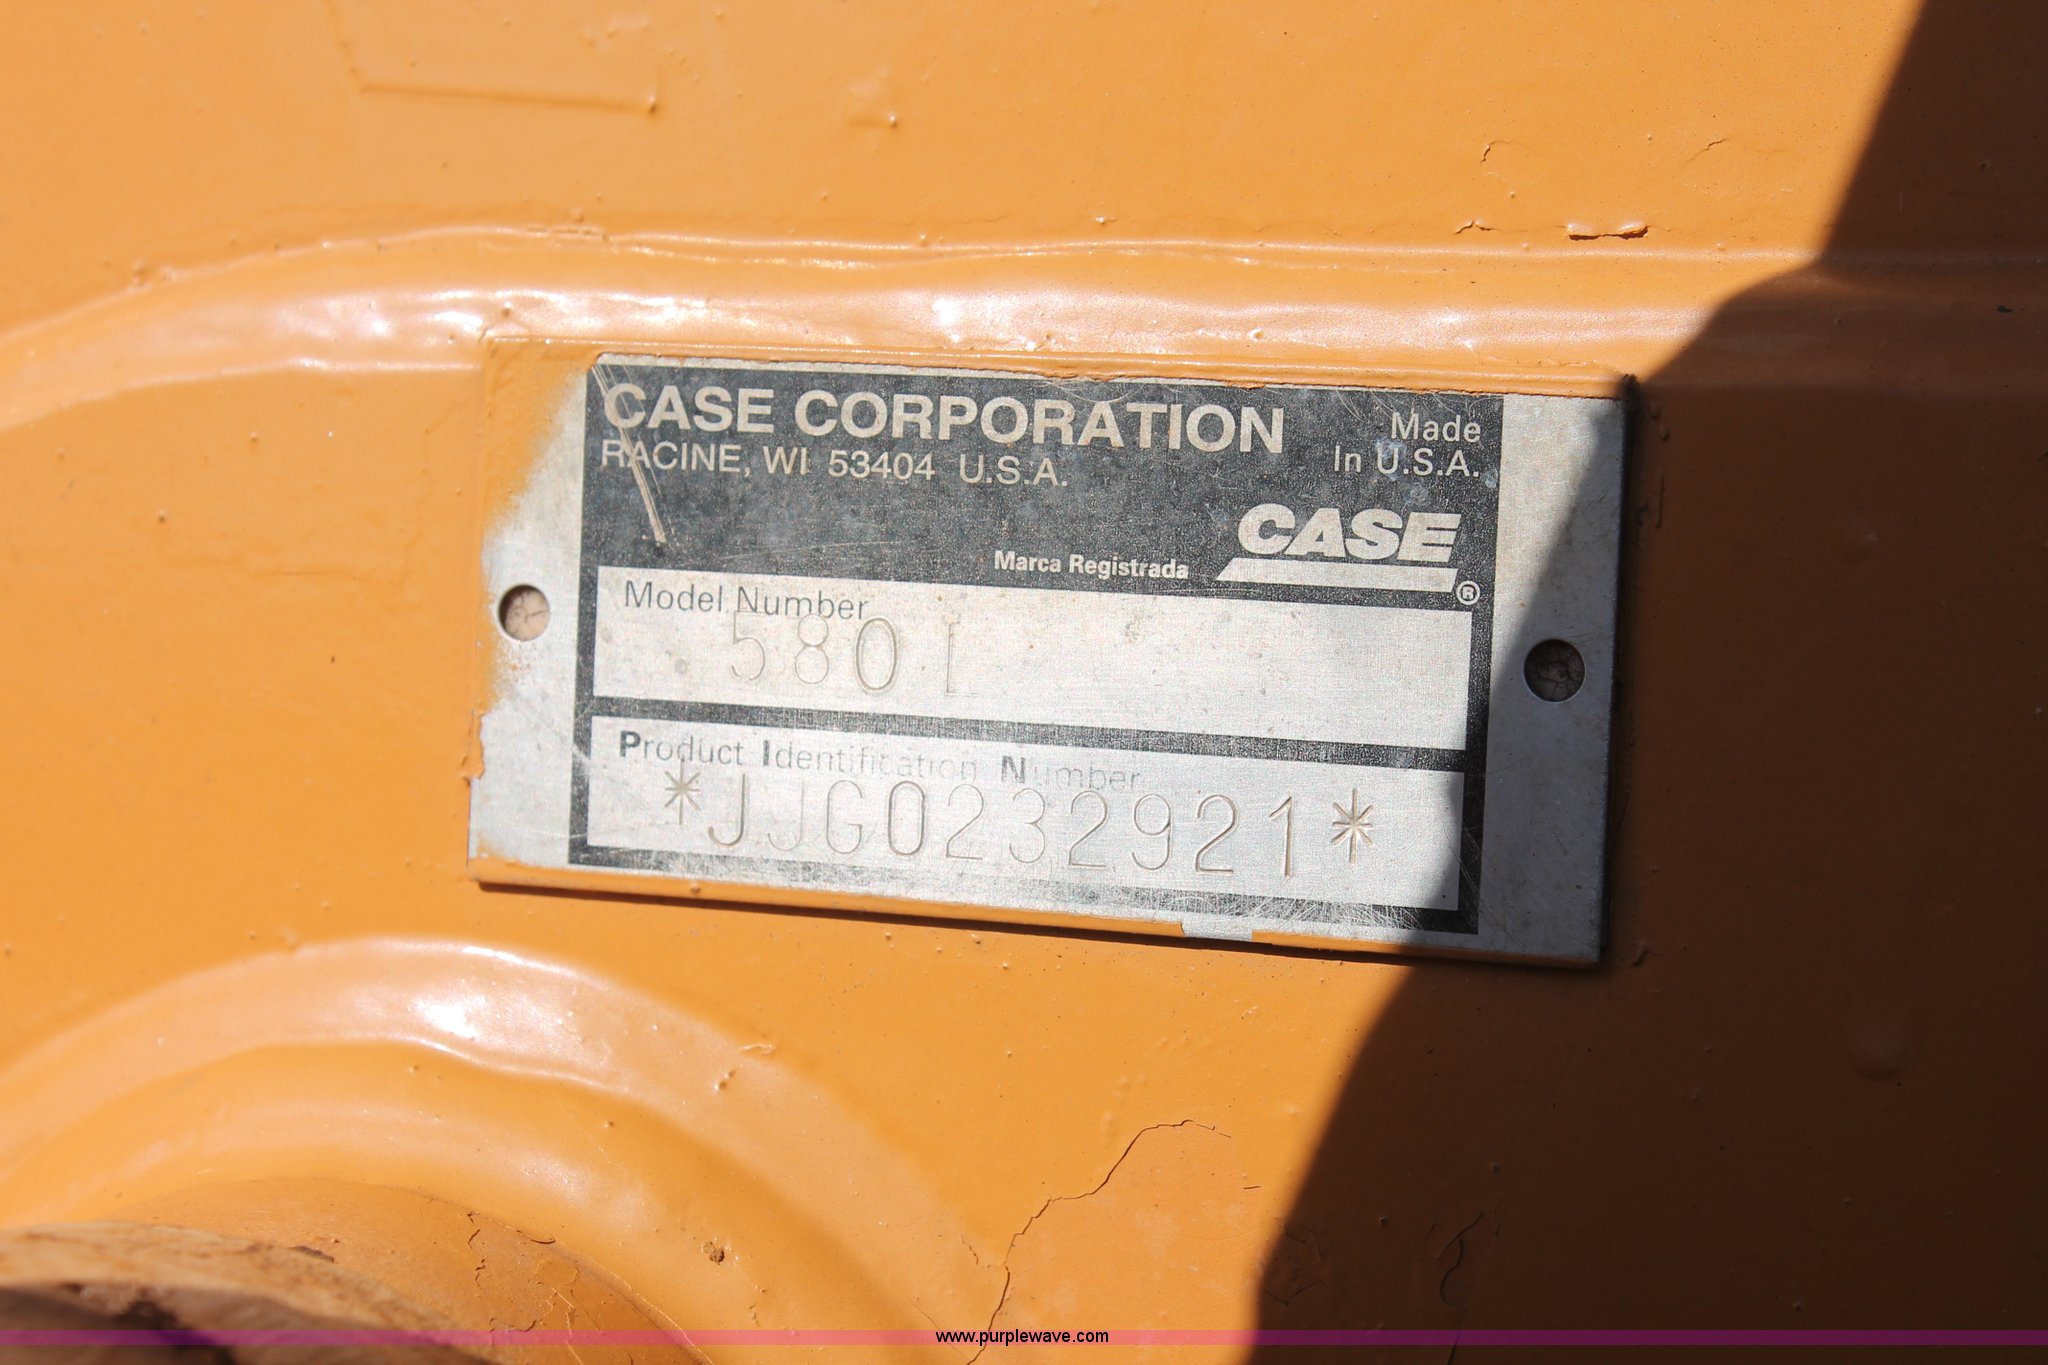 CASE CORPORATION
RACINE, WI 53404 U.S.A.
Made
In U.S.A.
CASE
Marca Registrada
®
Model Number
580 L
Product Identification Number
*JJG0232921*
www.purplewave.com